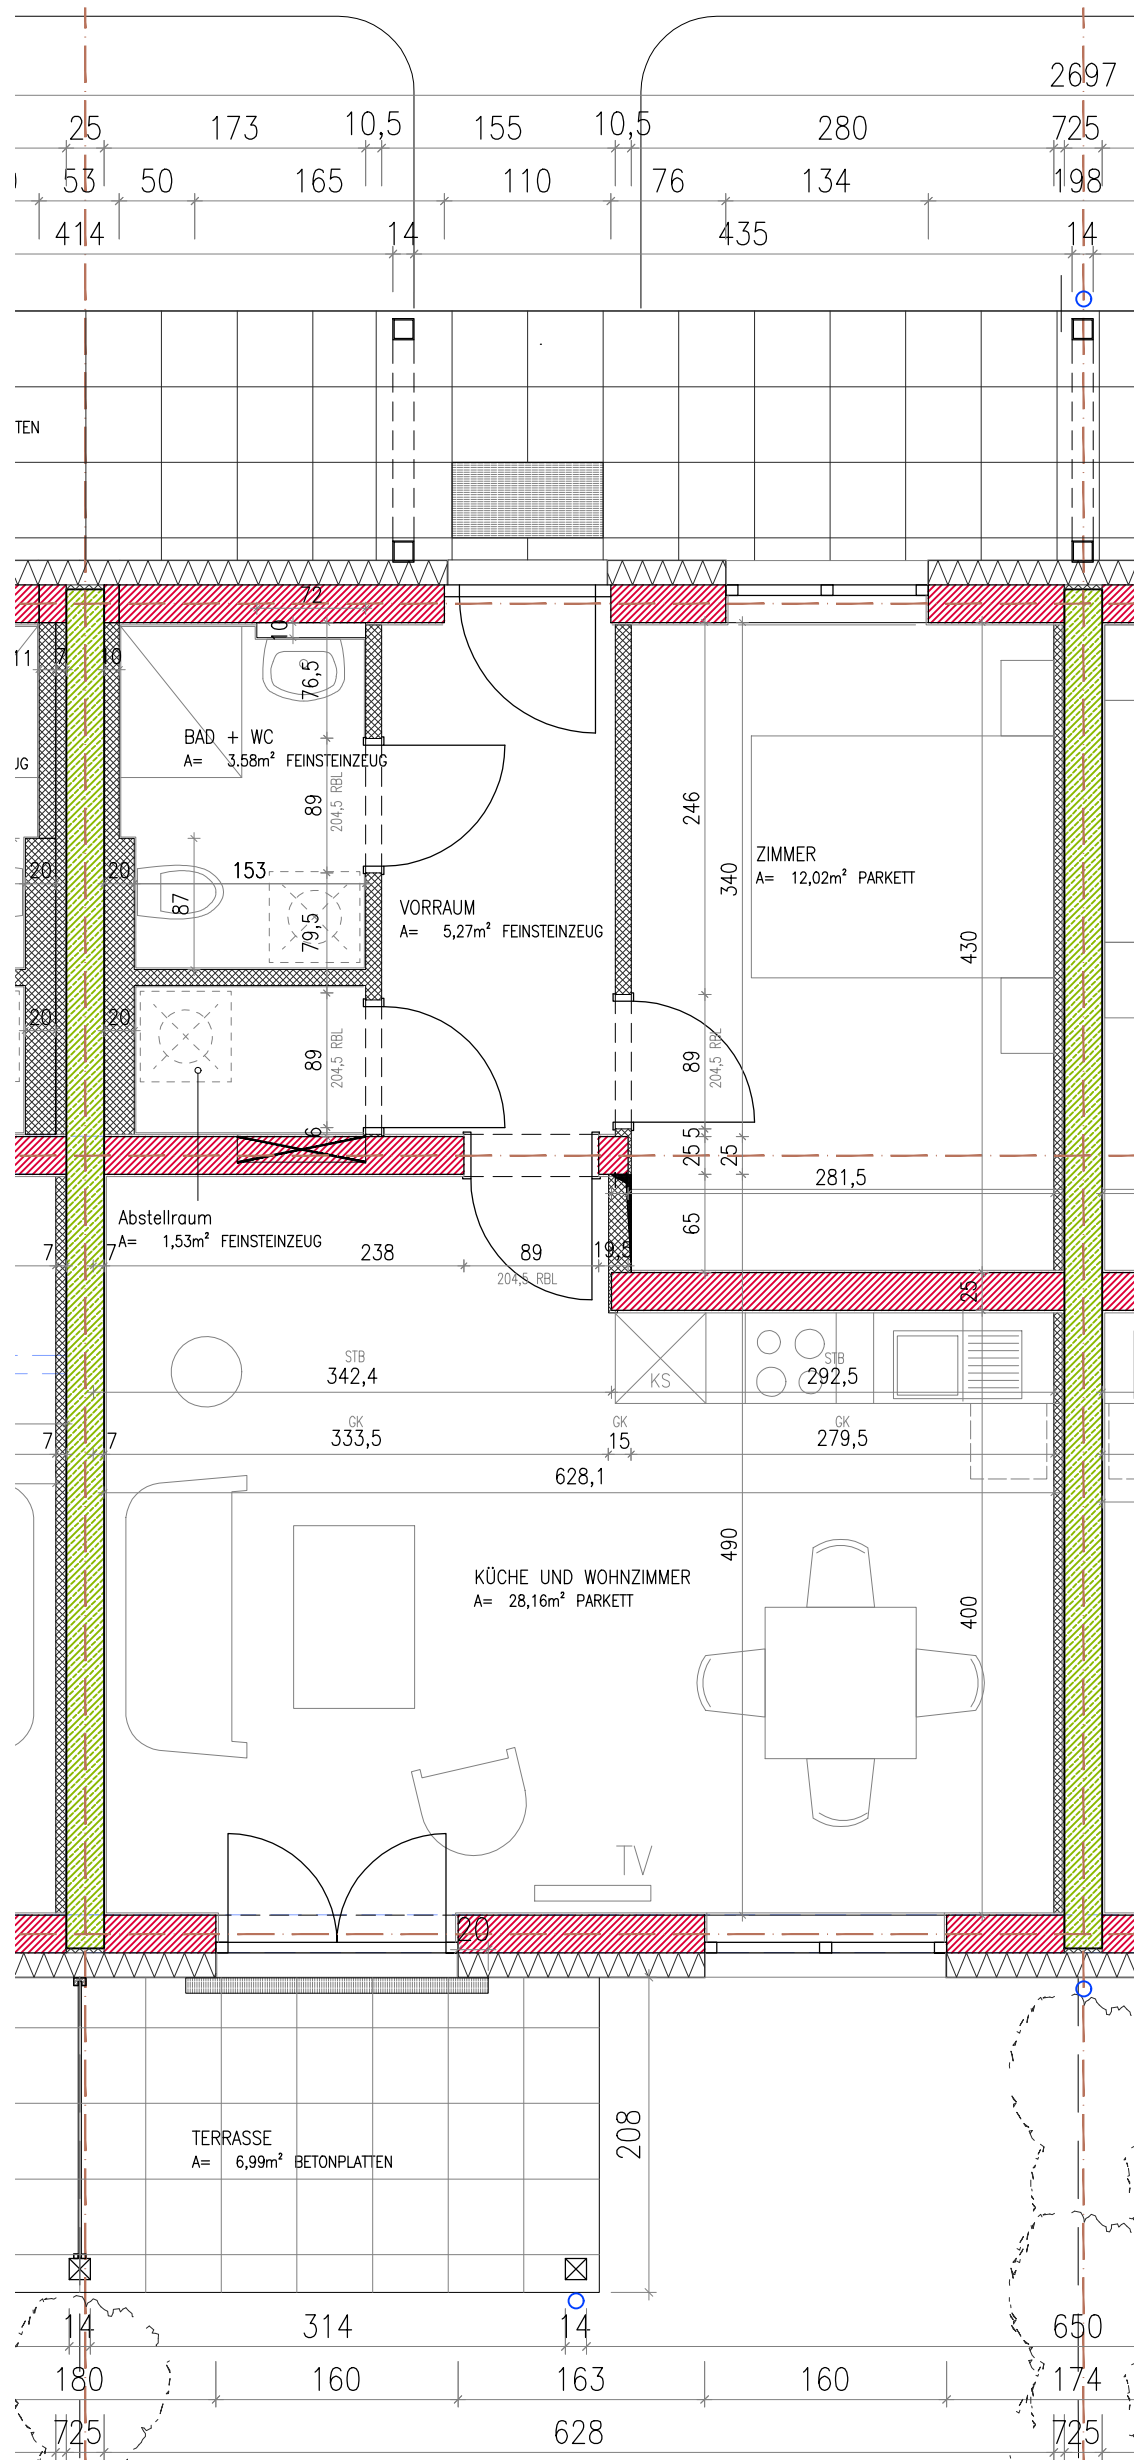 2697
25 173 10,5 155 10,5 280 725
53 50 165 110 76 134 198
414 14 435 14
TEN
72
10
11 7 10
76,5
BAD + WC
A= 3.58m² FEINSTEINZEUG
JG
89
204,5 RBL
246
340
ZIMMER
A= 12,02m² PARKETT
20 20 153
87
79,5
VORRAUM
A= 5,27m² FEINSTEINZEUG
430
20 20
89
204,5 RBL
89
204,5 RBL
6
25 5
25
281,5
65
Abstellraum
A= 1,53m² FEINSTEINZEUG
7 7 238 89 19,5
204,5 RBL
25
STB
342,4
KS
STB
292,5
GK
333,5
GK
15
GK
279,5
7 7
628,1
490
KÜCHE UND WOHNZIMMER
A= 28,16m² PARKETT
400
TV
20
208
TERRASSE
A= 6,99m² BETONPLATTEN
14 314 14 650
180 160 163 160 174
725 628 725